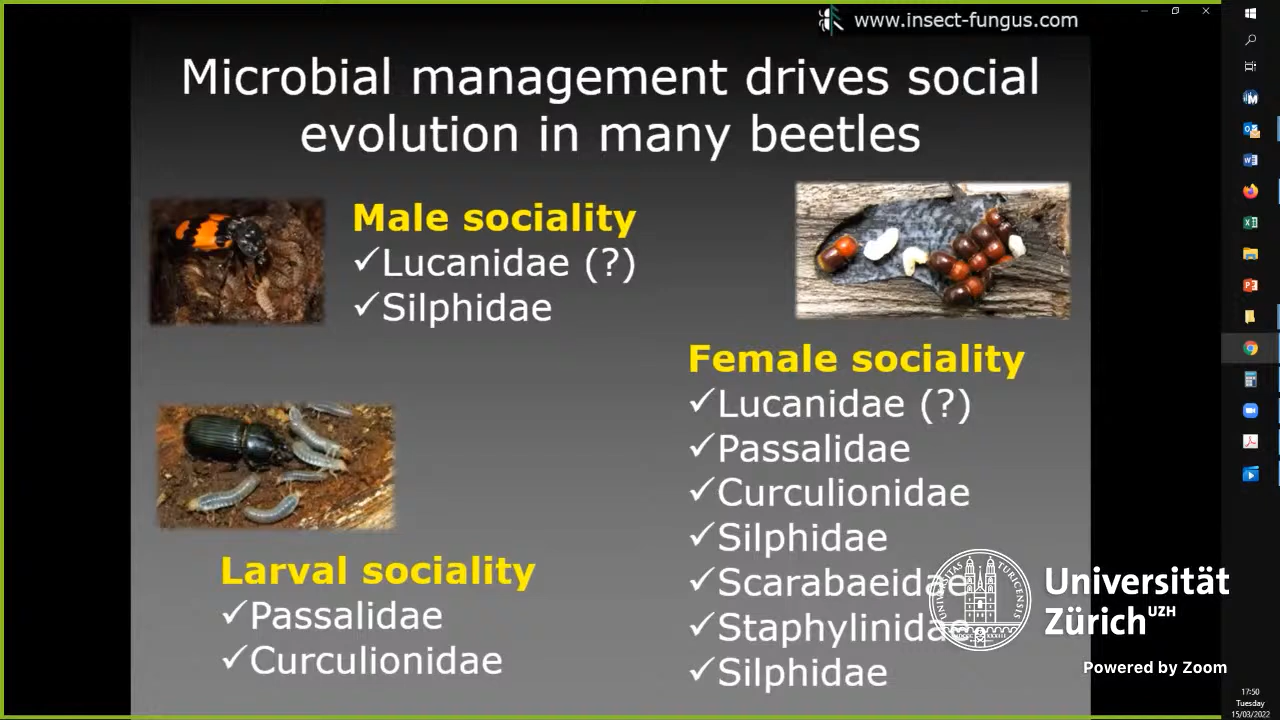 www.insect-fungus.com
Microbial management drives social
evolution in many beetles
Male sociality
✓Lucanidae (?)
✓Silphidae
Female sociality
✓Lucanidae (?)
✓Passalidae
✓Curculionidae
✓Silphidae
✓Scarabaeidae
✓Staphylinidae
✓Silphidae
Larval sociality
✓Passalidae
✓Curculionidae
Universität
Zürich UZH
Powered by Zoom
17:50
Tuesday
15/03/2022